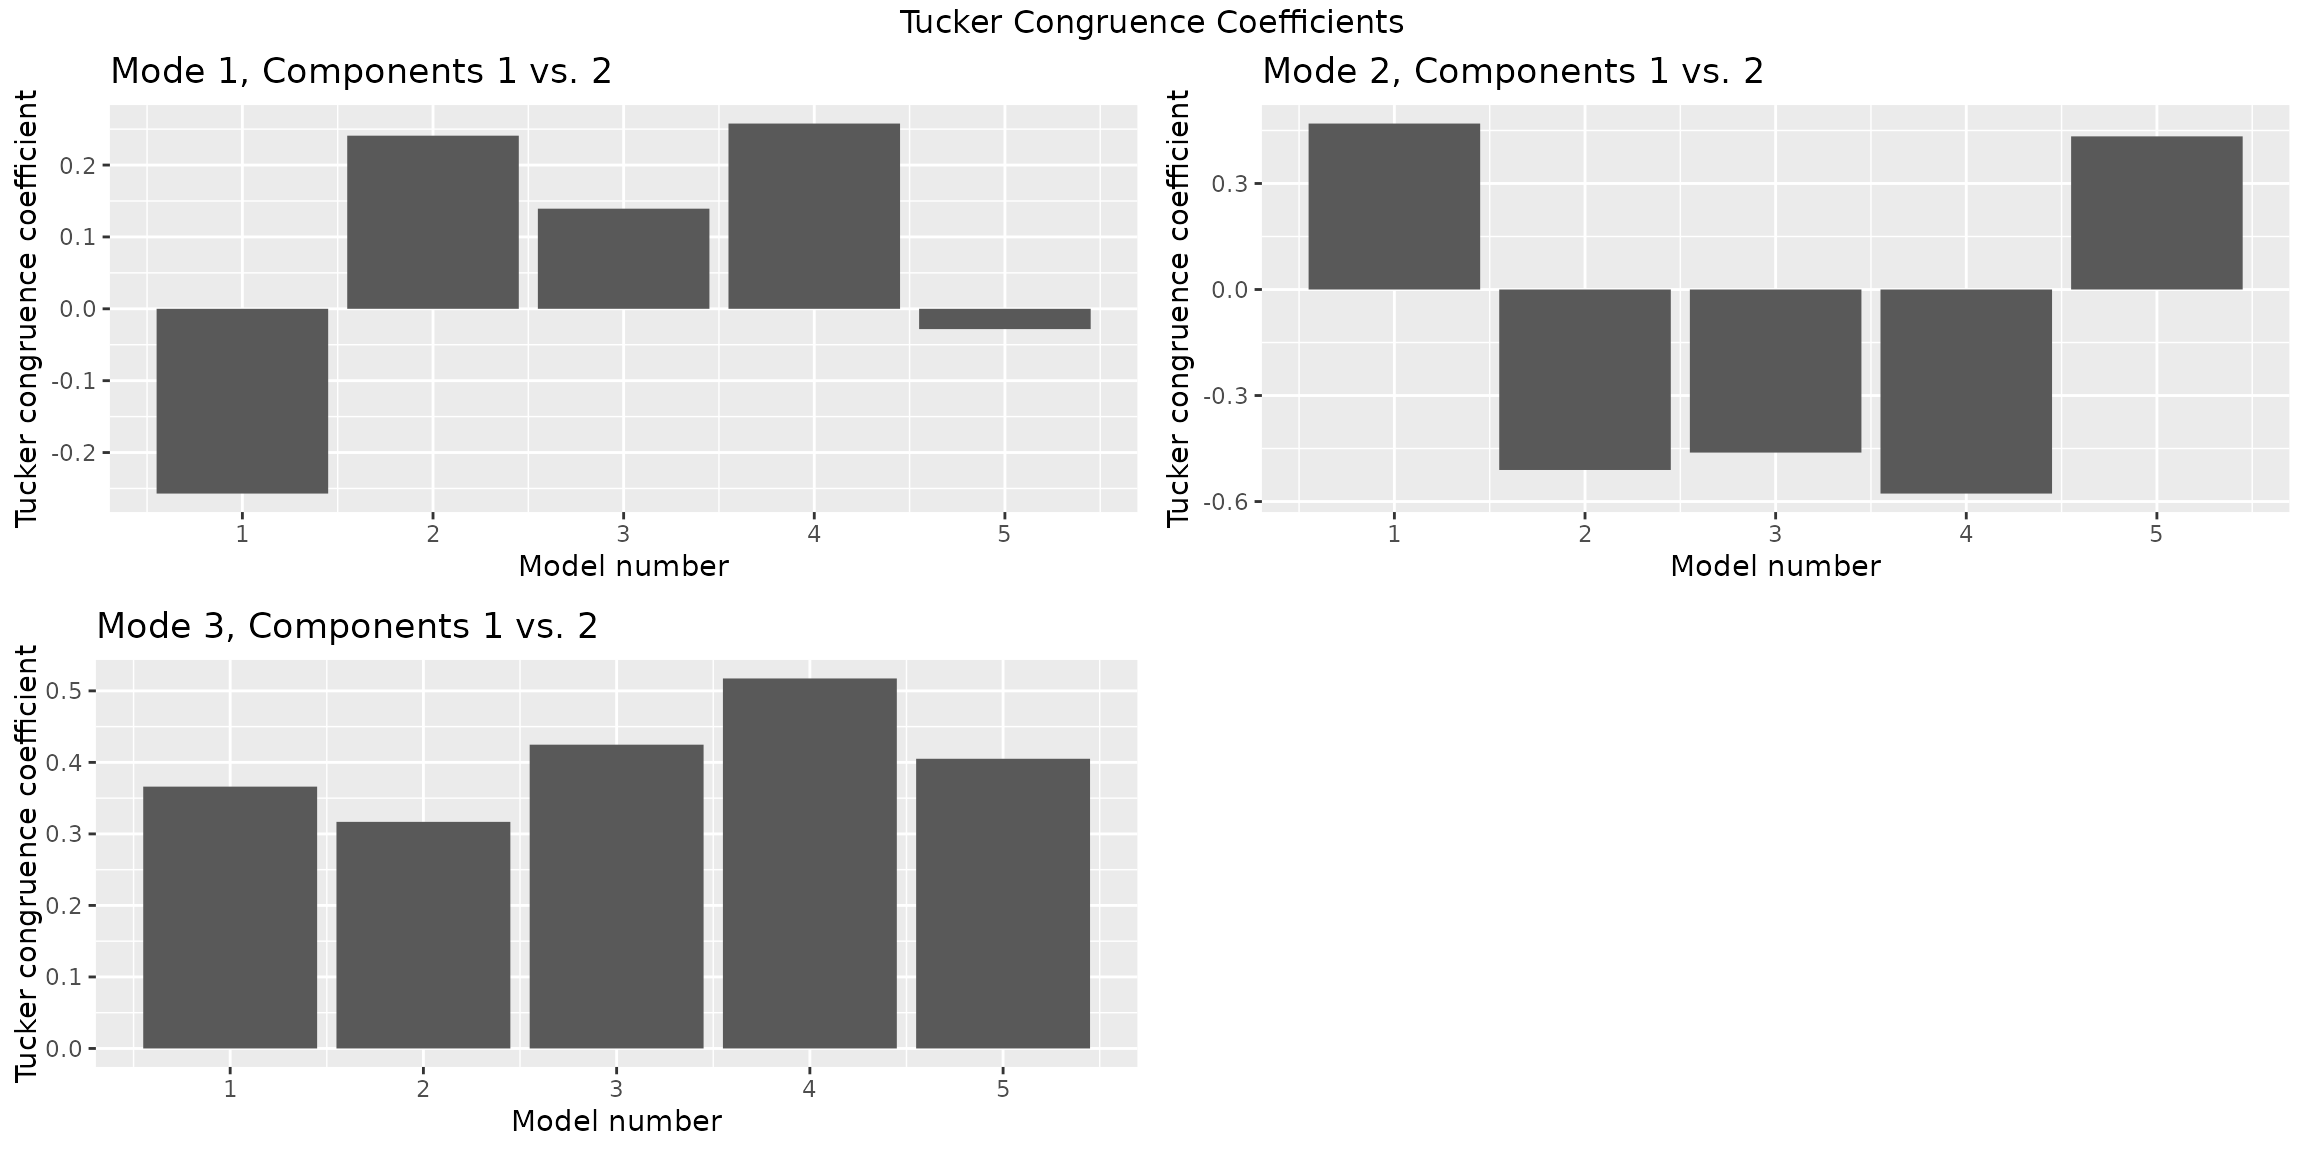 Tucker Congruence Coefficients
Mode 1, Components 1 vs. 2
Tucker congruence coefficient
0.2
0.1
0.0
-0.1
-0.2
1 2 3 4 5
Model number
Mode 2, Components 1 vs. 2
Tucker congruence coefficient
0.3
0.0
-0.3
-0.6
1 2 3 4 5
Model number
Mode 3, Components 1 vs. 2
Tucker congruence coefficient
0.5
0.4
0.3
0.2
0.1
0.0
1 2 3 4 5
Model number